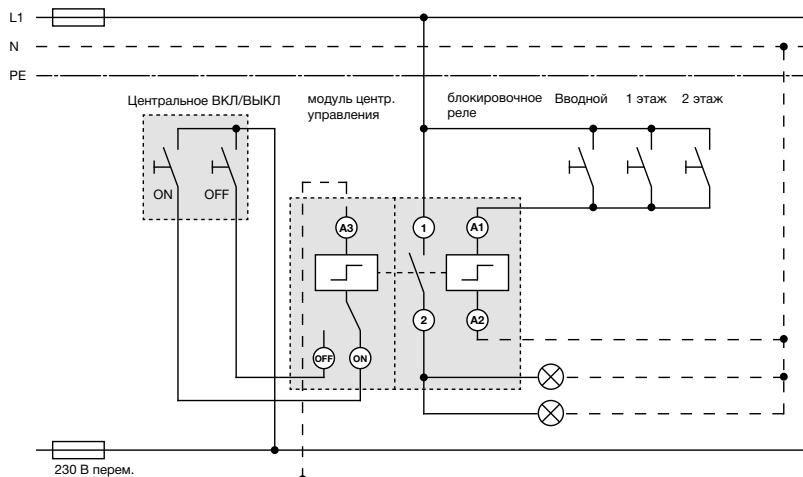 L1
N
PE
Центральное ВКЛ/ВЫКЛ
модуль центр.
управления
блокировочное
реле
Вводной
1 этаж
2 этаж
ON
OFF
A3
1
A1
2
A2
OFF
ON
230 В перем.